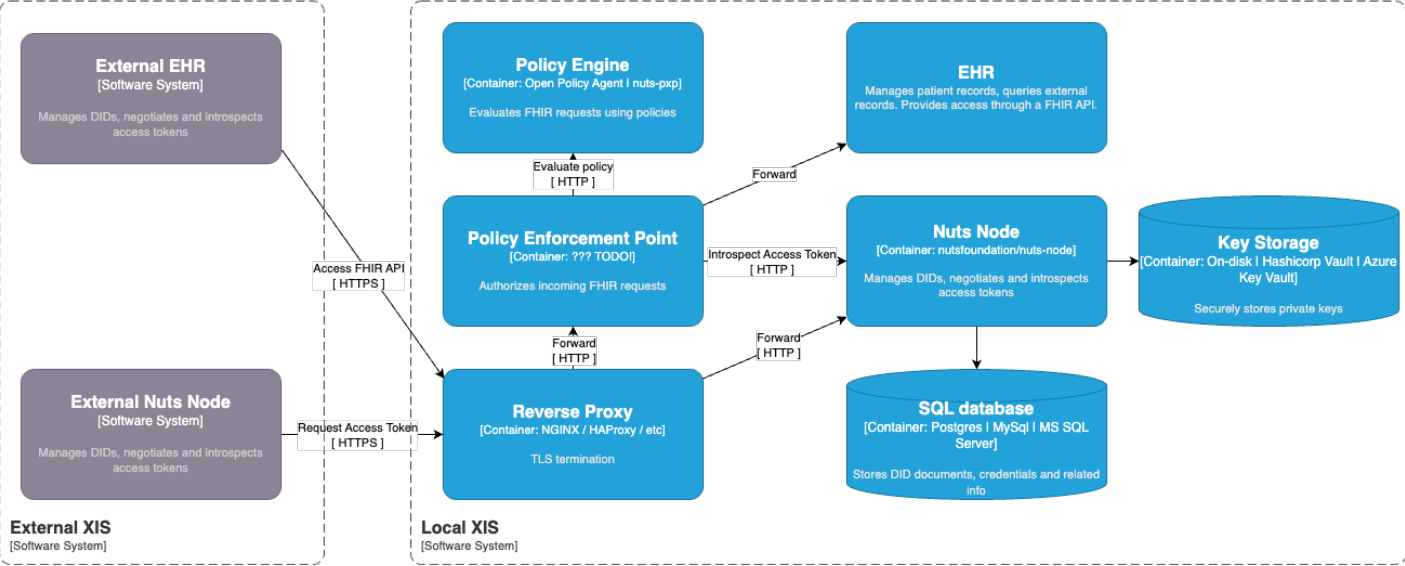 External EHR
[Software System]
Manages DIDs, negotiates and introspects
access tokens
Policy Engine
[Container: Open Policy Agent | nuts-pxp]
Evaluates FHIR requests using policies
EHR
Manages patient records, queries external
records. Provides access through a FHIR API.
Evaluate policy
[ HTTP ]
Forward
Policy Enforcement Point
[Container: ??? TODO!]
Authorizes incoming FHIR requests
Introspect Access Token
[ HTTP ]
Nuts Node
[Container: nutsfoundation/nuts-node]
Manages DIDs, negotiates and introspects
access tokens
Key Storage
[Container: On-disk | Hashicorp Vault | Azure
Key Vault]
Securely stores private keys
Access FHIR API
[ HTTPS ]
Forward
[ HTTP ]
Forward
[ HTTP ]
External Nuts Node
[Software System]
Manages DIDs, negotiates and introspects
access tokens
Request Access Token
[ HTTPS ]
Reverse Proxy
[Container: NGINX / HAProxy / etc]
TLS termination
SQL database
[Container: Postgres | MySql | MS SQL
Server]
Stores DID documents, credentials and related
info
External XIS
[Software System]
Local XIS
[Software System]